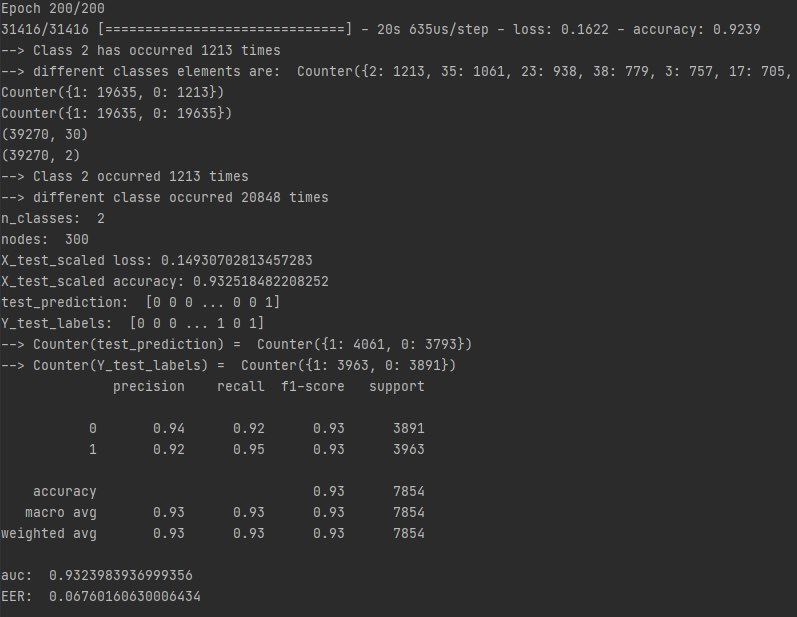 Epoch 200/200
31416/31416 [==============================] - 20s 635us/step - loss: 0.1622 - accuracy: 0.9239
--> Class 2 has occurred 1213 times
--> different classes elements are:  Counter({2: 1213, 35: 1061, 23: 938, 38: 779, 3: 757, 17: 705,
Counter({1: 19635, 0: 1213})
Counter({1: 19635, 0: 19635})
(39270, 30)
(39270, 2)
--> Class 2 occurred 1213 times
--> different classe occurred 20848 times
n_classes:  2
nodes:  300
X_test_scaled loss: 0.14930702813457283
X_test_scaled accuracy: 0.932518482208252
test_prediction:  [0 0 0 ... 0 0 1]
Y_test_labels:  [0 0 0 ... 1 0 1]
--> Counter(test_prediction) =  Counter({1: 4061, 0: 3793})
--> Counter(Y_test_labels) =  Counter({1: 3963, 0: 3891})
precision    recall  f1-score   support
0       0.94      0.92      0.93      3891
1       0.92      0.95      0.93      3963
accuracy                           0.93      7854
macro avg       0.93      0.93      0.93      7854
weighted avg       0.93      0.93      0.93      7854
auc:  0.9323983936999356
EER:  0.06760160630006434